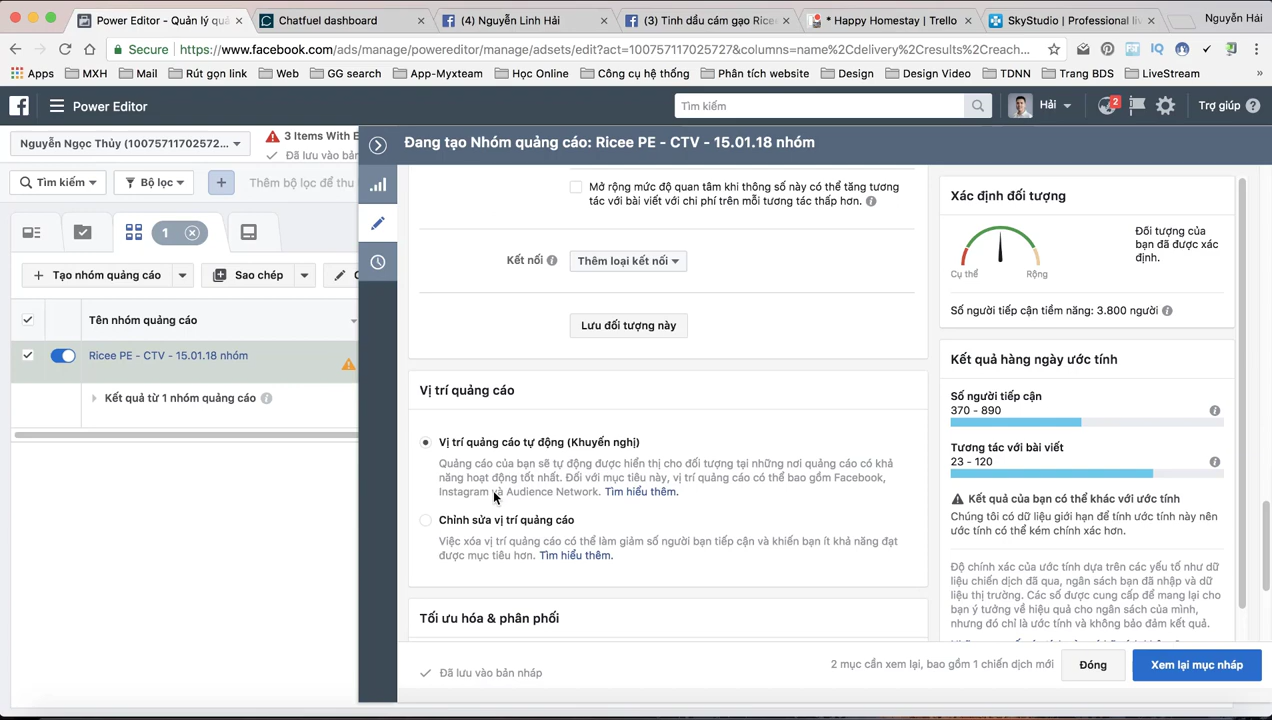 Power Editor - Quản lý qu
Chatfuel dashboard
(4) Nguyễn Linh Hải
(3) Tinh dầu cám gạo Rice
* Happy Homestay | Trello
SkyStudio | Professional liv
Nguyễn Hải
Secure
https://www.facebook.com/ads/manage/powereditor/manage/adsets/edit?act=100757117025727&columns=name%2Cdelivery%2Cresults%2Creach...
Apps
MXH
Mail
Rút gọn link
Web
GG search
App-Myxteam
Học Online
Công cụ hệ thống
Phân tích website
Design
Design Video
TDNN
Trang BDS
LiveStream
»
Power Editor
Tìm kiếm
Hải
2
Trợ giúp
Nguyễn Ngọc Thủy (10075711702572...
3 Items With E
Đã lưu vào bản
Tìm kiếm
Bộ lọc
+
Thêm bộ lọc để thu
1
+ Tạo nhóm quảng cáo
Sao chép
Tên nhóm quảng cáo
Ricee PE - CTV - 15.01.18 nhóm
Kết quả từ 1 nhóm quảng cáo
Đang tạo Nhóm quảng cáo: Ricee PE - CTV - 15.01.18 nhóm
Mở rộng mức độ quan tâm khi thông số này có thể tăng tương
tác với bài viết với chi phí trên mỗi tương tác thấp hơn.
Kết nối
Thêm loại kết nối
Lưu đối tượng này
Vị trí quảng cáo
Vị trí quảng cáo tự động (Khuyến nghị)
Quảng cáo của bạn sẽ tự động được hiển thị cho đối tượng tại những nơi quảng cáo có khả
năng hoạt động tốt nhất. Đối với mục tiêu này, vị trí quảng cáo có thể bao gồm Facebook,
Instagram và Audience Network. Tìm hiểu thêm.
Chỉnh sửa vị trí quảng cáo
Việc xóa vị trí quảng cáo có thể làm giảm số người bạn tiếp cận và khiến bạn ít khả năng đạt
được mục tiêu hơn. Tìm hiểu thêm.
Tối ưu hóa & phân phối
Xác định đối tượng
Cụ thể
Rộng
Đối tượng của
bạn đã được xác
định.
Số người tiếp cận tiềm năng: 3.800 người
Kết quả hàng ngày ước tính
Số người tiếp cận
370 - 890
Tương tác với bài viết
23 - 120
Kết quả của bạn có thể khác với ước tính
Chúng tôi có dữ liệu giới hạn để tính ước tính này nên
ước tính có thể kém chính xác hơn.
Độ chính xác của ước tính dựa trên các yếu tố như dữ
liệu chiến dịch đã qua, ngân sách bạn đã nhập và dữ
liệu thị trường. Các số được cung cấp để mang lại cho
bạn ý tưởng về hiệu quả cho ngân sách của mình,
nhưng đó chỉ là ước tính và không bảo đảm kết quả.
Đã lưu vào bản nháp
2 mục cần xem lại, bao gồm 1 chiến dịch mới
Đóng
Xem lại mục nháp